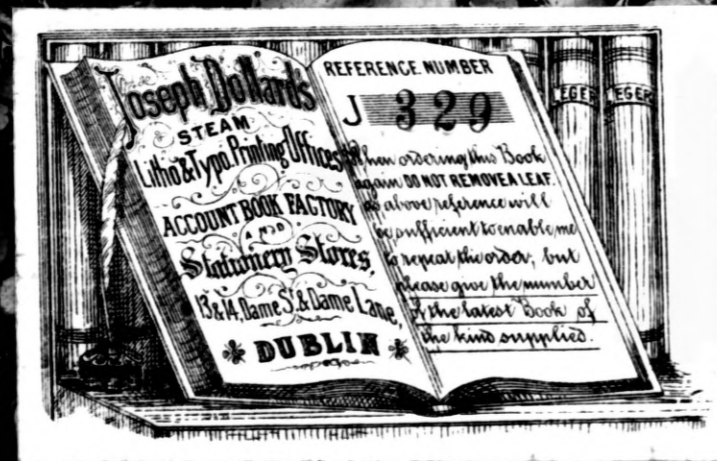 Joseph Dollard's
STEAM
Litho & Typo. Printing Offices
ACCOUNT BOOK FACTORY
AND
Stationery Stores,
13 & 14, Dame St. & Dame Lane,
DUBLIN
REFERENCE NUMBER
J 329
When ordering this Book
again DO NOT REMOVE A LEAF.
as above reference will
be sufficient to enable me
to repeat the order; but
please give the number
of the latest Book of
the kind supplied.
LEGER
LEGER